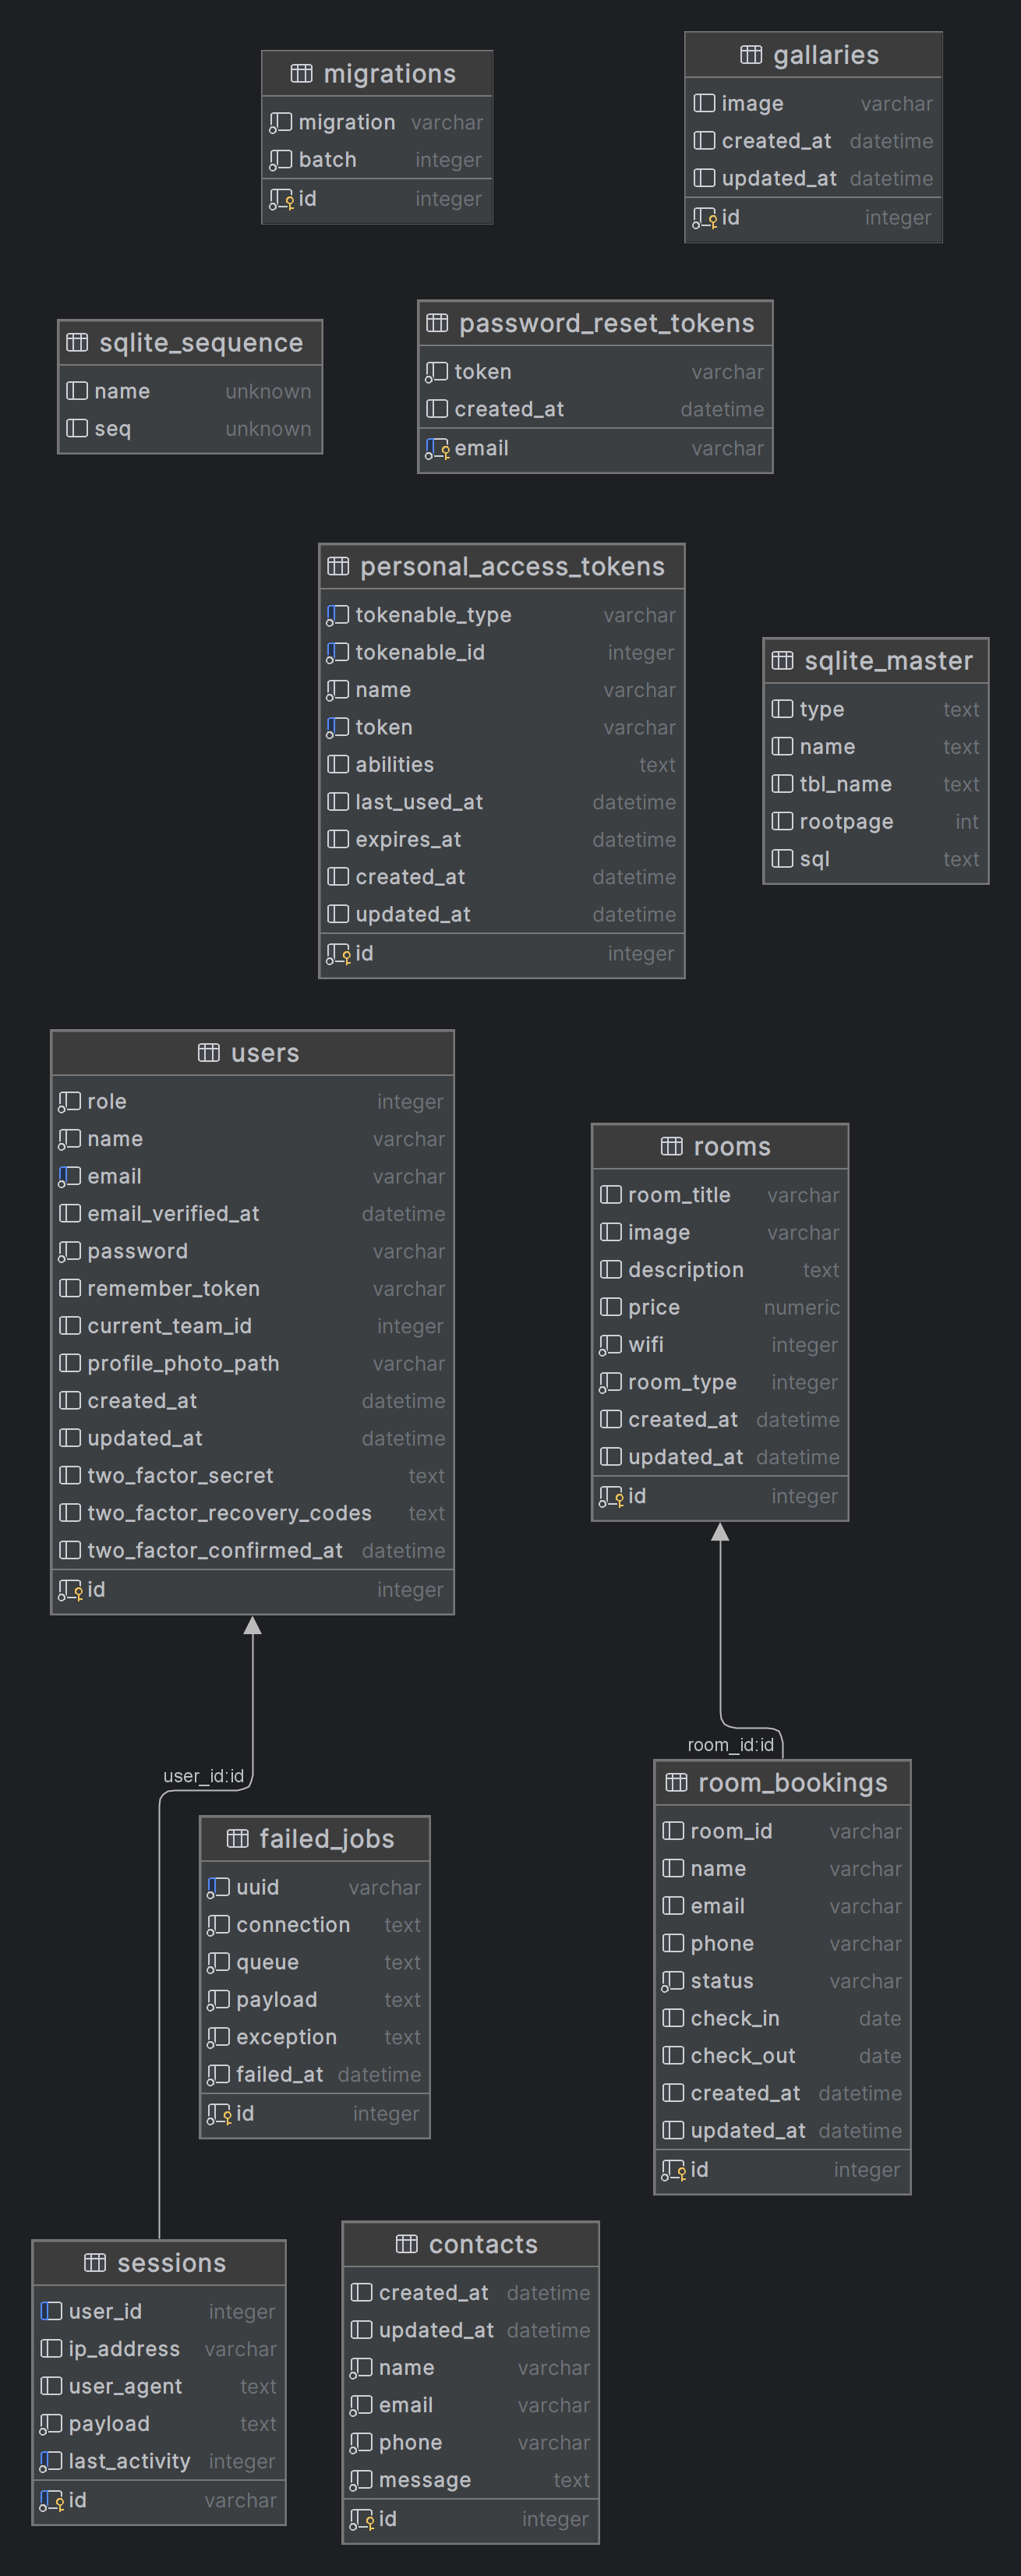 migrations
migration varchar
batch integer
id integer
gallaries
image varchar
created_at datetime
updated_at datetime
id integer
sqlite_sequence
name unknown
seq unknown
password_reset_tokens
token varchar
created_at datetime
email varchar
personal_access_tokens
tokenable_type varchar
tokenable_id integer
name varchar
token varchar
abilities text
last_used_at datetime
expires_at datetime
created_at datetime
updated_at datetime
id integer
sqlite_master
type text
name text
tbl_name text
rootpage int
sql text
users
role integer
name varchar
email varchar
email_verified_at datetime
password varchar
remember_token varchar
current_team_id integer
profile_photo_path varchar
created_at datetime
updated_at datetime
two_factor_secret text
two_factor_recovery_codes text
two_factor_confirmed_at datetime
id integer
rooms
room_title varchar
image varchar
description text
price numeric
wifi integer
room_type integer
created_at datetime
updated_at datetime
id integer
user_id:id
room_id:id
failed_jobs
uuid varchar
connection text
queue text
payload text
exception text
failed_at datetime
id integer
room_bookings
room_id varchar
name varchar
email varchar
phone varchar
status varchar
check_in date
check_out date
created_at datetime
updated_at datetime
id integer
sessions
user_id integer
ip_address varchar
user_agent text
payload text
last_activity integer
id varchar
contacts
created_at datetime
updated_at datetime
name varchar
email varchar
phone varchar
message text
id integer